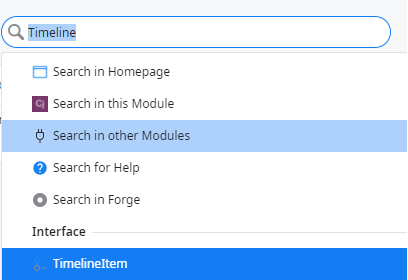 Timeline
Search in Homepage
Search in this Module
Search in other Modules
Search for Help
Search in Forge
Interface
TimelineItem